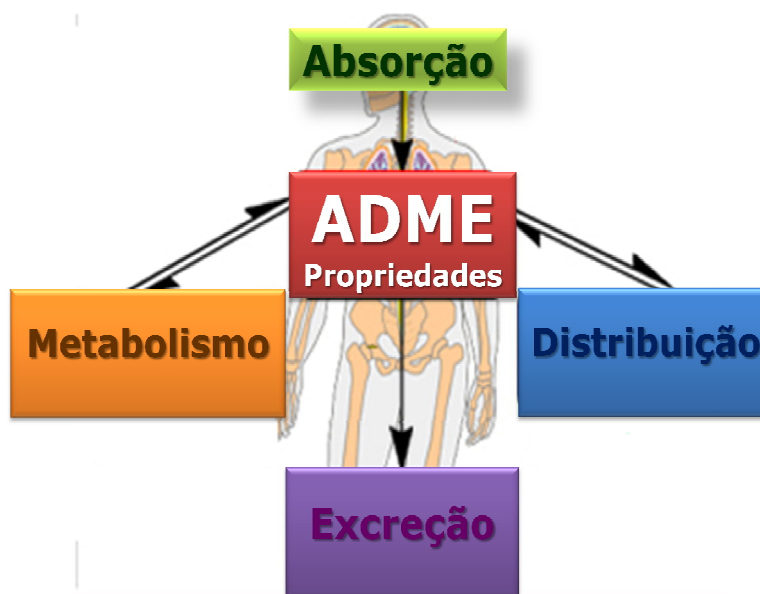 Absorção
ADME
Propriedades
Metabolismo
Distribuição
Excreção